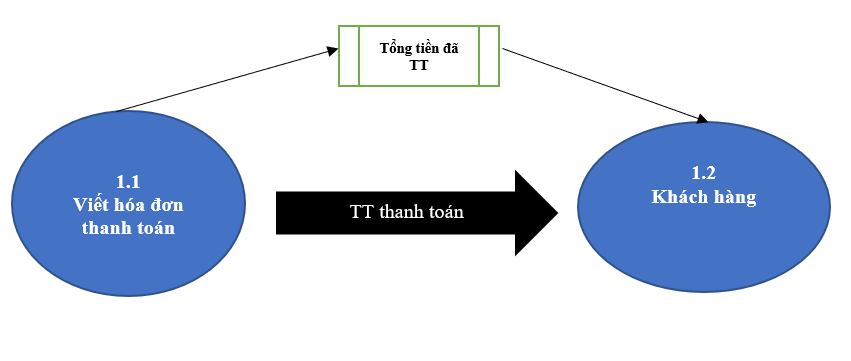 Tổng tiền đã
TT
1.1
Viết hóa đơn
thanh toán
TT thanh toán
1.2
Khách hàng